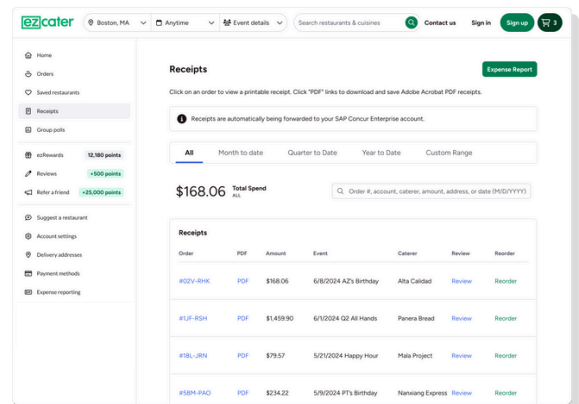 ezcater
Boston, MA
Anytime
Event details
Search restaurants & cuisines
Contact us
Sign in
Sign up
3
Home
Orders
Saved restaurants
Receipts
Group polls
ezRewards 12,180 points
Reviews +500 points
Refer a friend +25,000 points
Suggest a restaurant
Account settings
Delivery addresses
Payment methods
Expense reporting
Receipts
Expense Report
Click on an order to view a printable receipt. Click "PDF" links to download and save Adobe Acrobat PDF receipts.
Receipts are automatically being forwarded to your SAP Concur Enterprise account.
All Month to date Quarter to Date Year to Date Custom Range
$168.06 Total Spend
ALL
Order #, account, caterer, amount, address, or date (M/D/YYYY)
Receipts
Order PDF Amount Event Caterer Review Reorder
#02V-RHK PDF $168.06 6/8/2024 AZ's Birthday Alta Calidad Review Reorder
#1JF-RSH PDF $1,459.90 6/1/2024 Q2 All Hands Panera Bread Review Reorder
#18L-JRN PDF $79.57 5/21/2024 Happy Hour Mala Project Review Reorder
#5BM-PAO PDF $234.22 5/9/2024 PT's Birthday Nanxiang Express Review Reorder